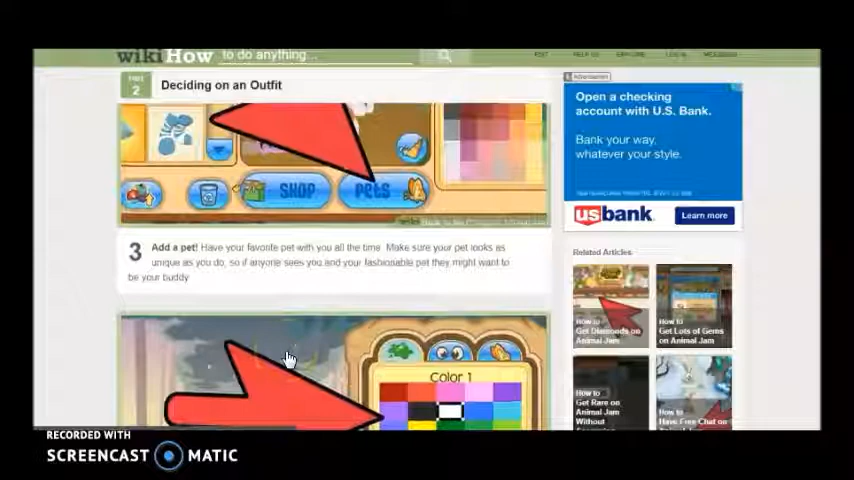 wikiHow to do anything...
PART
2
Deciding on an Outfit
SHOP
Pets
3 Add a pet! Have your favorite pet with you all the time. Make sure your pet looks as
unique as you do, so if anyone sees you and your fashionable pet they might want to
be your buddy
Color 1
Advertisement
Open a checking
account with U.S. Bank.
Bank your way,
whatever your style.
usbank
Learn more
Related Articles
How to
Get Diamonds on
Animal Jam
How to
Get Lots of Gems
on Animal Jam
How to
Get Rare on
Animal Jam
Without
How to
Have Free Chat on
RECORDED WITH
SCREENCAST MATIC